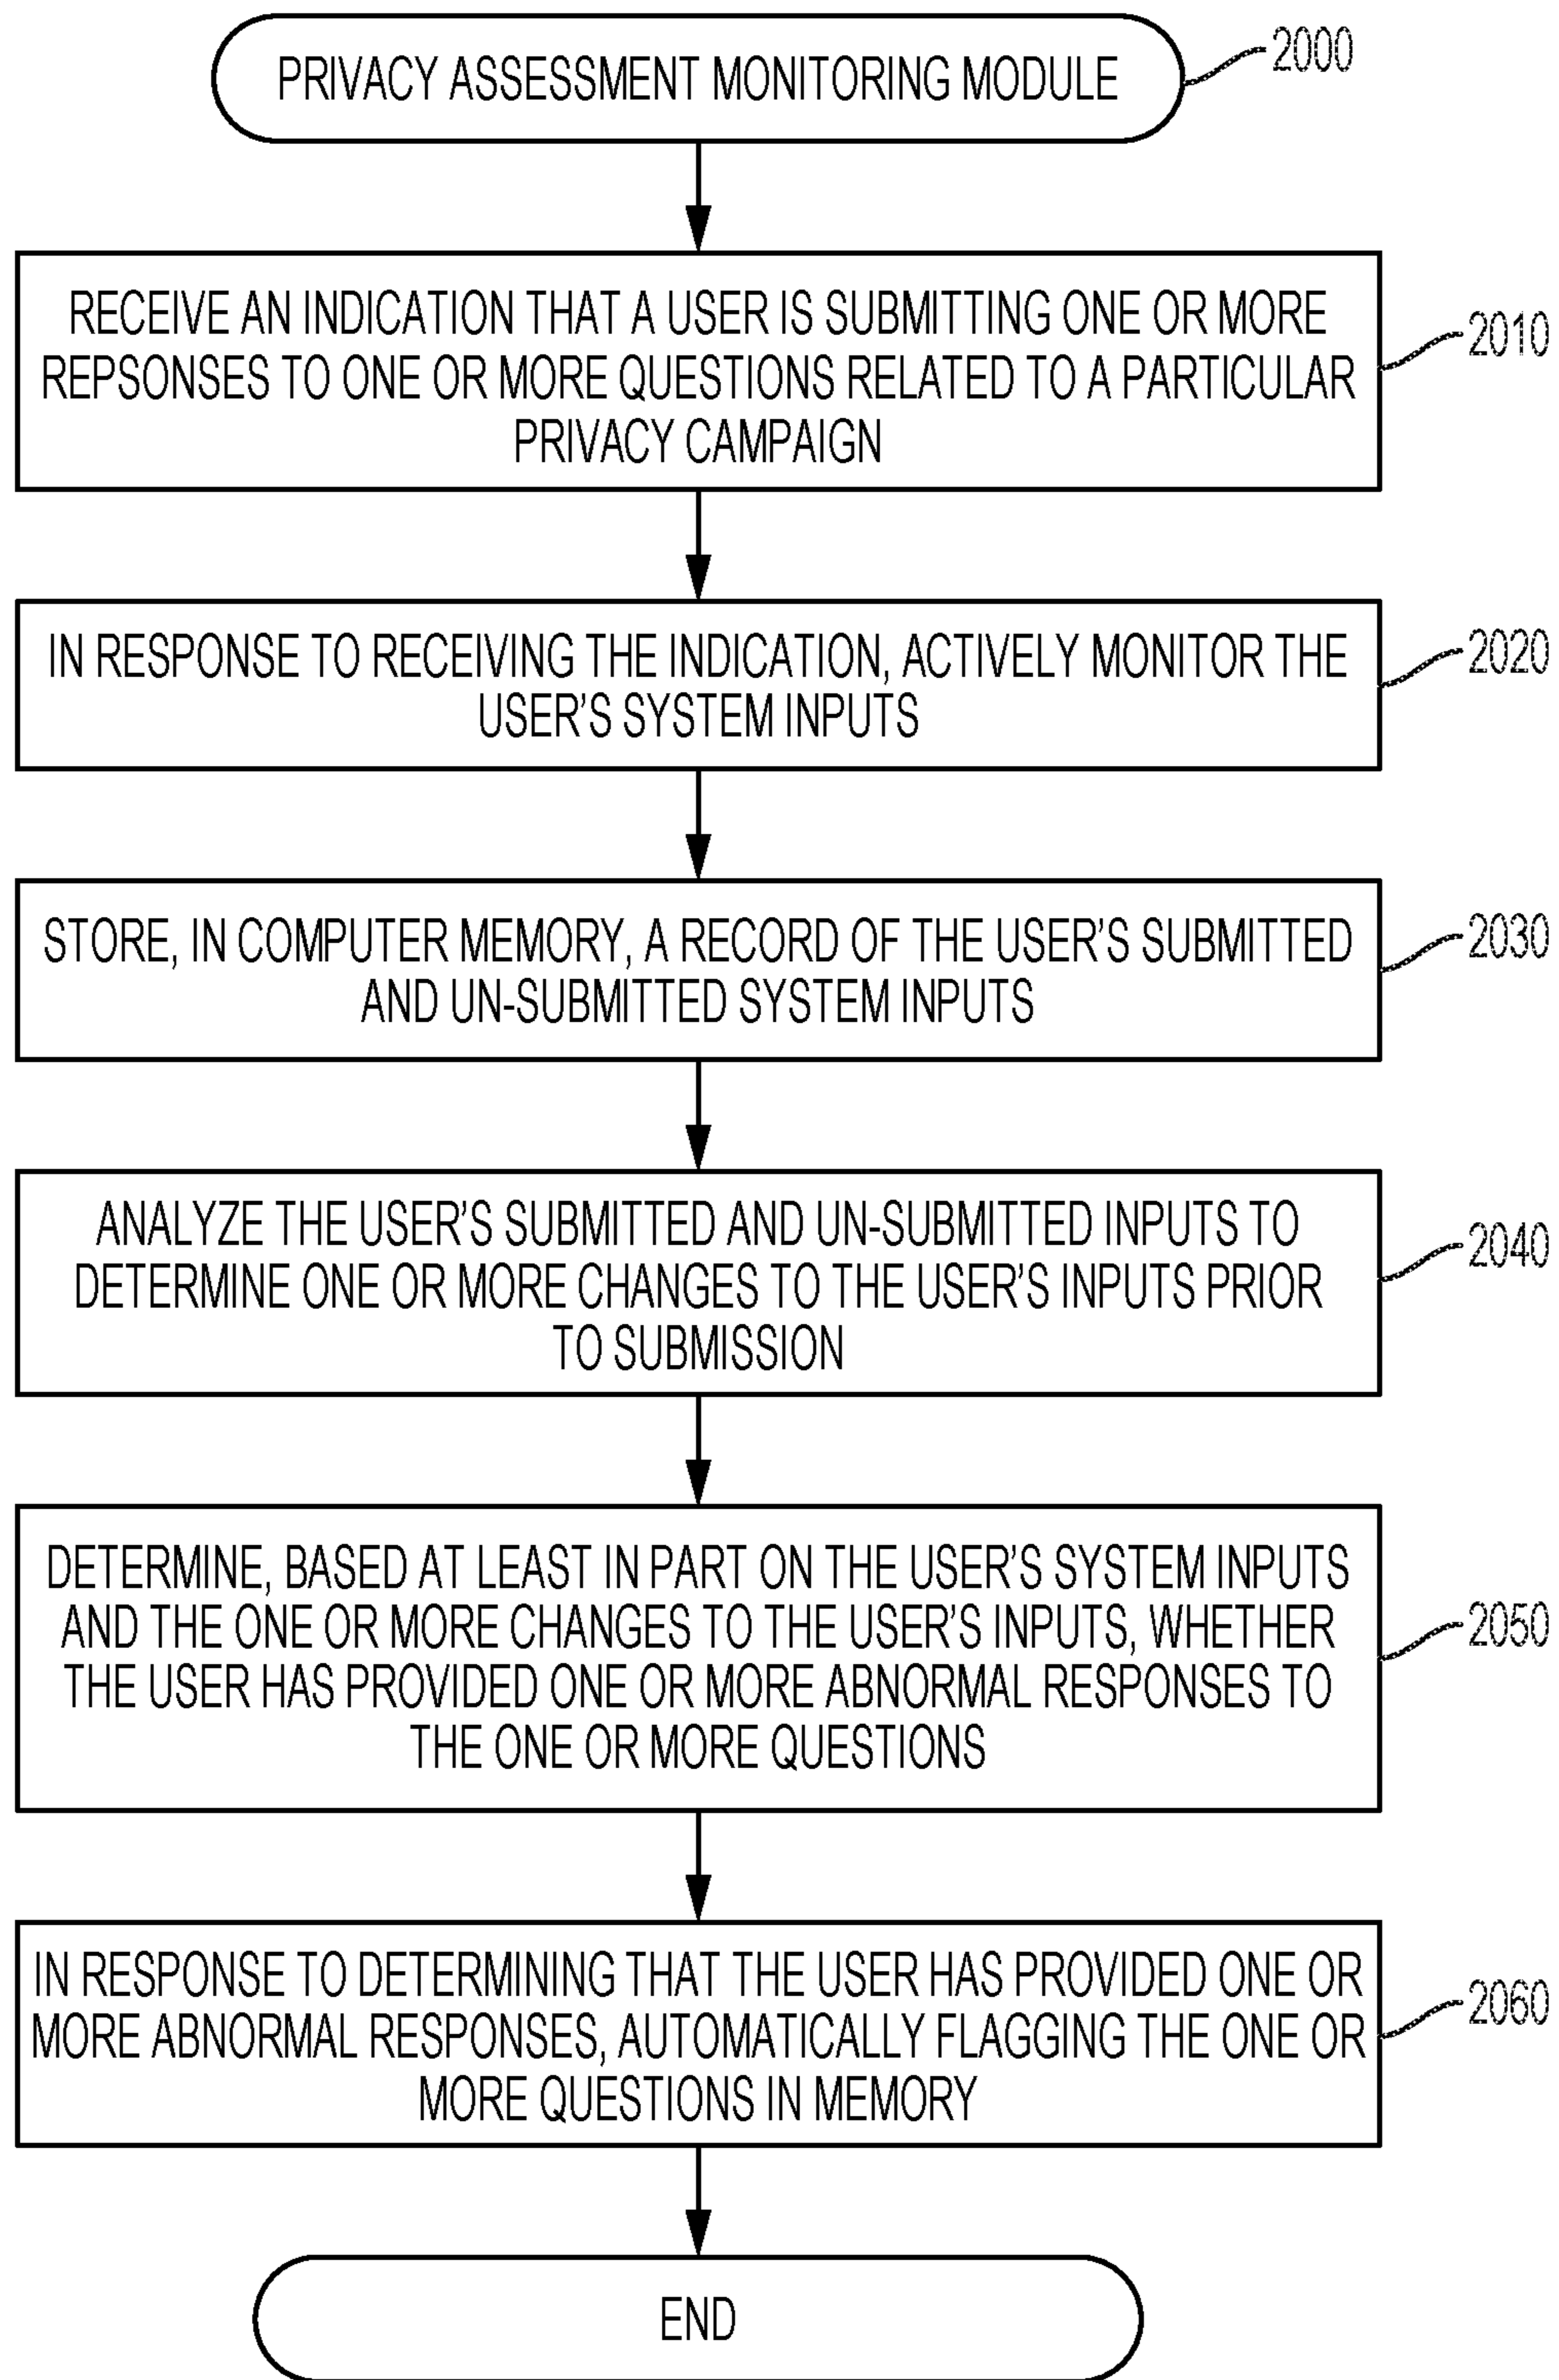 PRIVACY ASSESSMENT MONITORING MODULE
2000
RECEIVE AN INDICATION THAT A USER IS SUBMITTING ONE OR MORE
REPSONSES TO ONE OR MORE QUESTIONS RELATED TO A PARTICULAR
PRIVACY CAMPAIGN
2010
IN RESPONSE TO RECEIVING THE INDICATION, ACTIVELY MONITOR THE
USER'S SYSTEM INPUTS
2020
STORE, IN COMPUTER MEMORY, A RECORD OF THE USER'S SUBMITTED
AND UN-SUBMITTED SYSTEM INPUTS
2030
ANALYZE THE USER'S SUBMITTED AND UN-SUBMITTED INPUTS TO
DETERMINE ONE OR MORE CHANGES TO THE USER'S INPUTS PRIOR
TO SUBMISSION
2040
DETERMINE, BASED AT LEAST IN PART ON THE USER'S SYSTEM INPUTS
AND THE ONE OR MORE CHANGES TO THE USER'S INPUTS, WHETHER
THE USER HAS PROVIDED ONE OR MORE ABNORMAL RESPONSES TO
THE ONE OR MORE QUESTIONS
2050
IN RESPONSE TO DETERMINING THAT THE USER HAS PROVIDED ONE OR
MORE ABNORMAL RESPONSES, AUTOMATICALLY FLAGGING THE ONE OR
MORE QUESTIONS IN MEMORY
2060
END